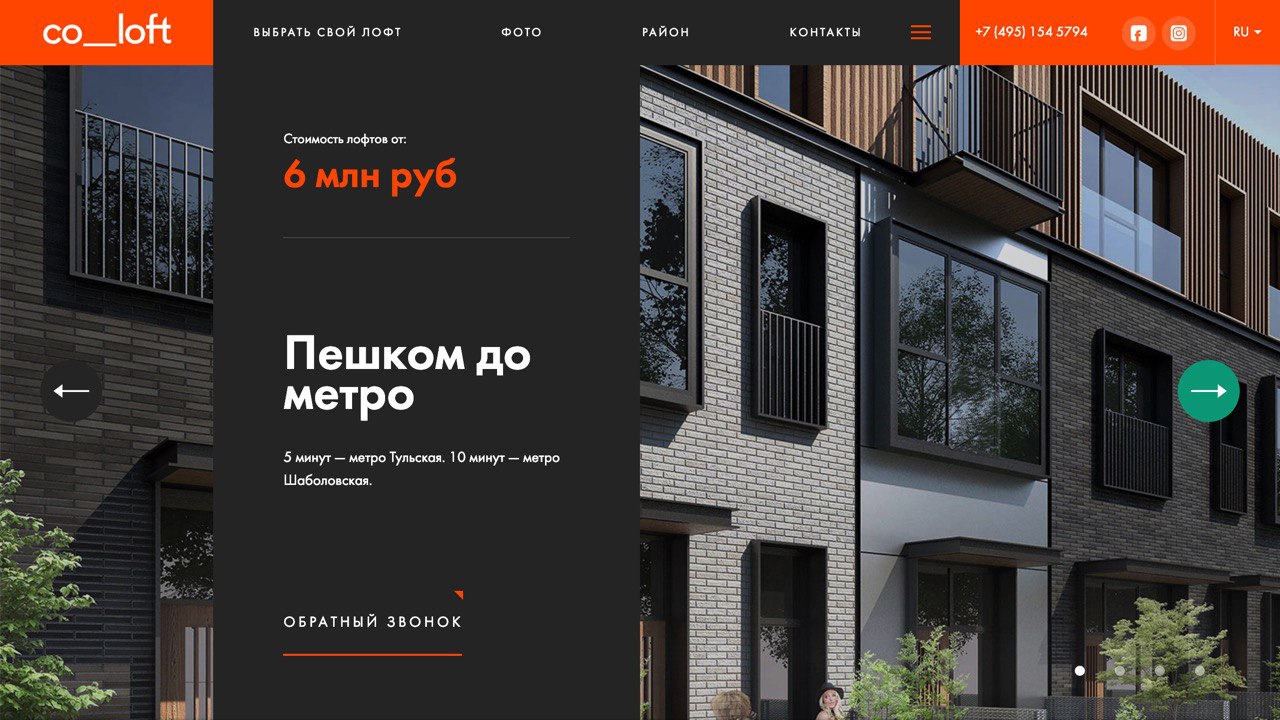 co__loft
ВЫБРАТЬ СВОЙ ЛОФТ
ФОТО
РАЙОН
КОНТАКТЫ
+7 (495) 154 5794
RU
Стоимость лофтов от:
6 млн руб
Пешком до
метро
5 минут — метро Тульская. 10 минут — метро
Шаболовская.
ОБРАТНЫЙ ЗВОНОК